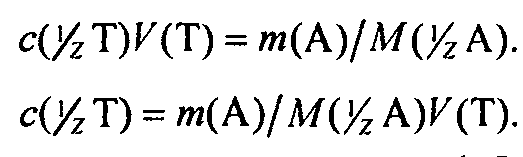 c(1/z T)V(T) = m(A)/M(1/z A).
c(1/z T) = m(A)/M(1/z A)V(T).